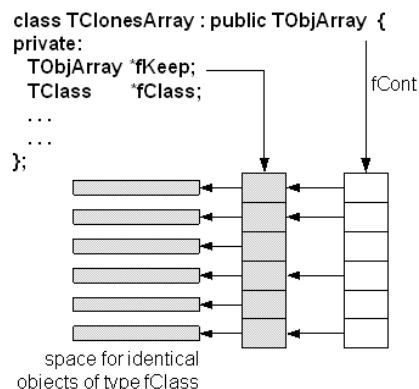 class TClonesArray : public TObjArray {
private:
TObjArray *fKeep;
TClass *fClass;
...
...
};
fCont
space for identical
objects of type fClass